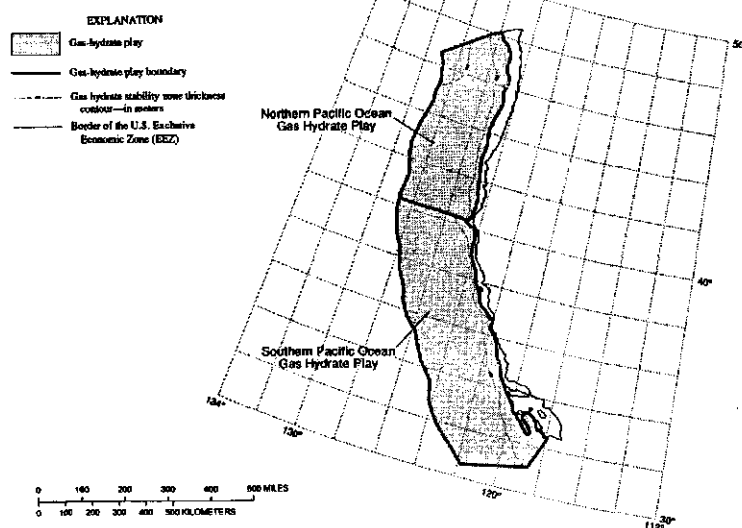 EXPLANATION
Gas-hydrate play
Gas-hydrate play boundary
Gas hydrate stability zone thickness
contour—in meters
Border of the U.S. Exclusive
Economic Zone (EEZ)
Northern Pacific Ocean
Gas Hydrate Play
40°
Southern Pacific Ocean
Gas Hydrate Play
134°
130°
120°
30°
112°
0 100 200 300 400 500 MILES
0 100 200 300 400 500 KILOMETERS